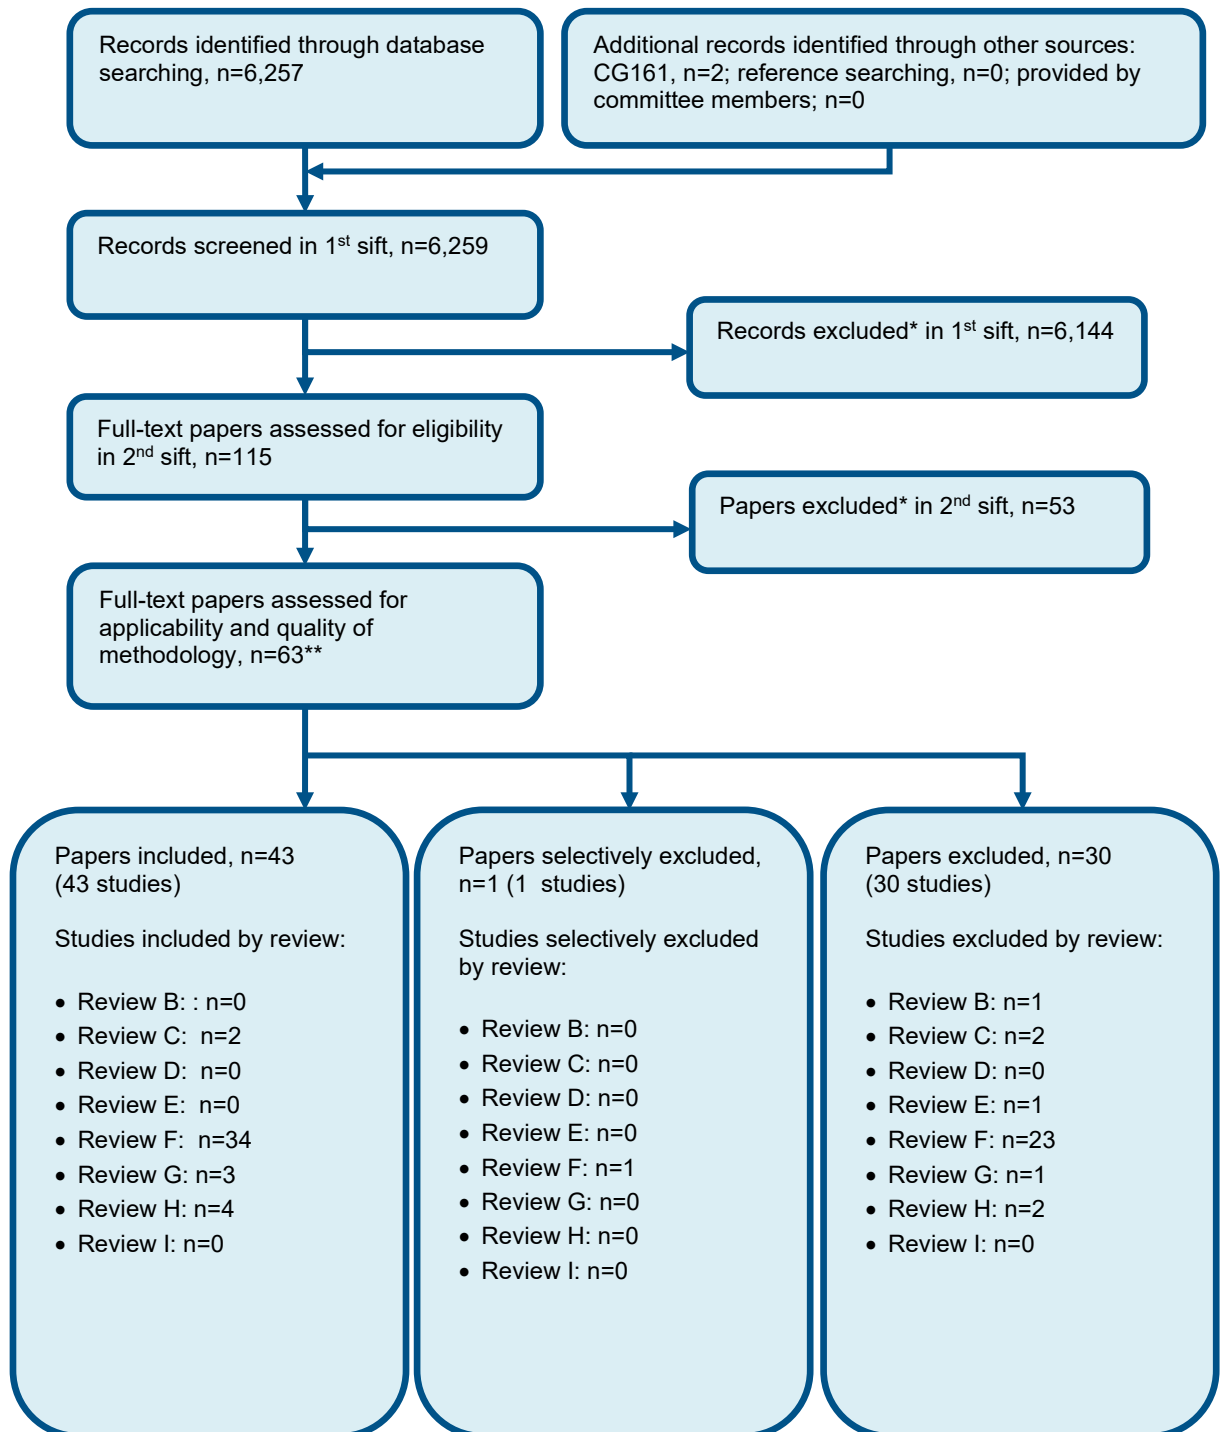 Records identified through database
searching, n=6,257
Additional records identified through other sources:
CG161, n=2; reference searching, n=0; provided by
committee members; n=0
Records screened in 1st sift, n=6,259
Records excluded* in 1st sift, n=6,144
Full-text papers assessed for eligibility
in 2nd sift, n=115
Papers excluded* in 2nd sift, n=53
Full-text papers assessed for
applicability and quality of
methodology, n=63**
Papers included, n=43
(43 studies)
Studies included by review:
• Review B: : n=0
• Review C:  n=2
• Review D:  n=0
• Review E:  n=0
• Review F:  n=34
• Review G: n=3
• Review H: n=4
• Review I: n=0
Papers selectively excluded,
n=1 (1  studies)
Studies selectively excluded
by review:
• Review B: n=0
• Review C: n=0
• Review D: n=0
• Review E: n=0
• Review F: n=1
• Review G: n=0
• Review H: n=0
• Review I: n=0
Papers excluded, n=30
(30 studies)
Studies excluded by review:
• Review B: n=1
• Review C: n=2
• Review D: n=0
• Review E: n=1
• Review F: n=23
• Review G: n=1
• Review H: n=2
• Review I: n=0